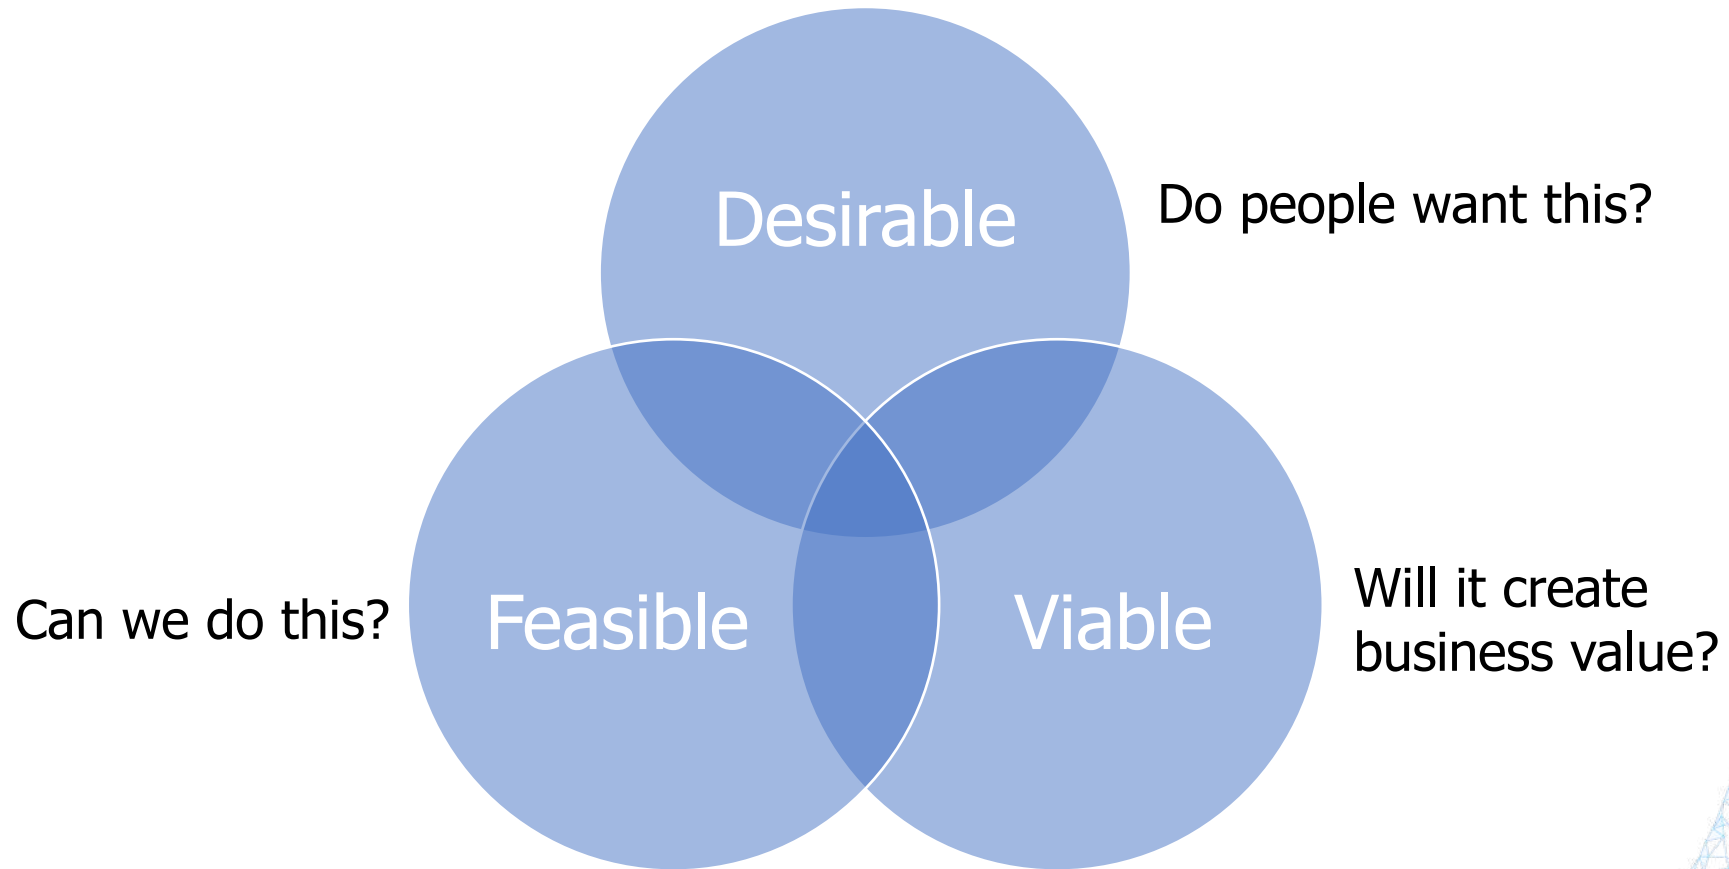 Desirable
Do people want this?
Can we do this?
Feasible
Viable
Will it create
business value?